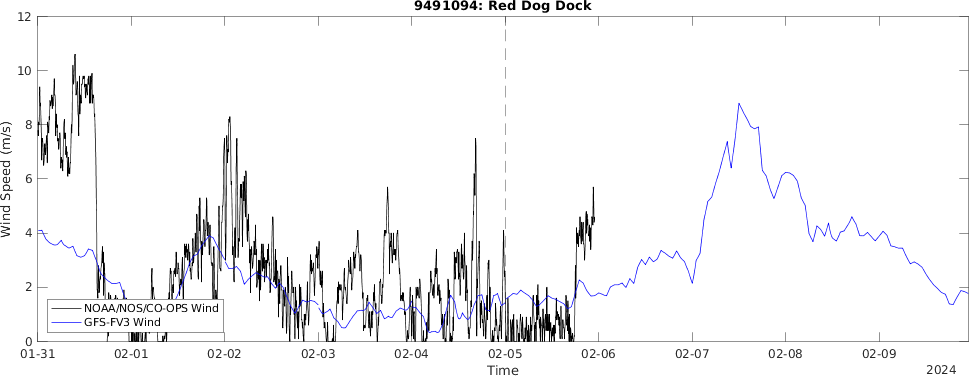 9491094: Red Dog Dock
12
10
8
6
4
2
0
Wind Speed (m/s)
NOAA/NOS/CO-OPS Wind
GFS-FV3 Wind
01-31 02-01 02-02 02-03 02-04 02-05 02-06 02-07 02-08 02-09
Time
2024